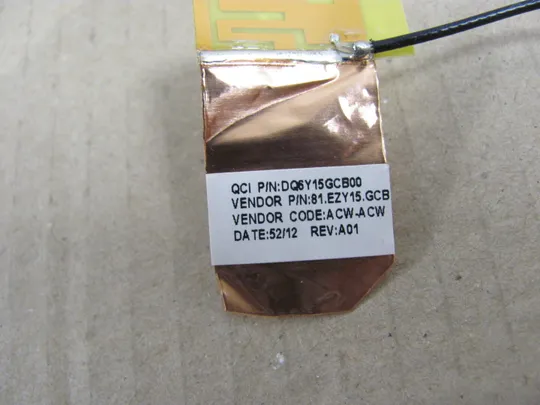 QCI P/N:DQ6Y15GCB00
VENDOR P/N:81.EZY15.GCB
VENDOR CODE:ACW-ACW
DATE:52/12 REV:A01